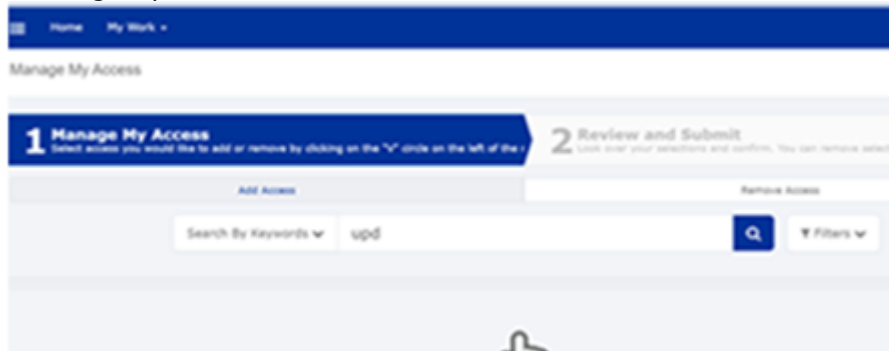 Home My Work
Manage My Access
1 Manage My Access
Select access you would like to add or remove by clicking on the "V" circle on the left of the
2 Review and Submit
Look over your selections and confirm. You can remove
Add Access
Remove Access
Search By Keywords upd Filters